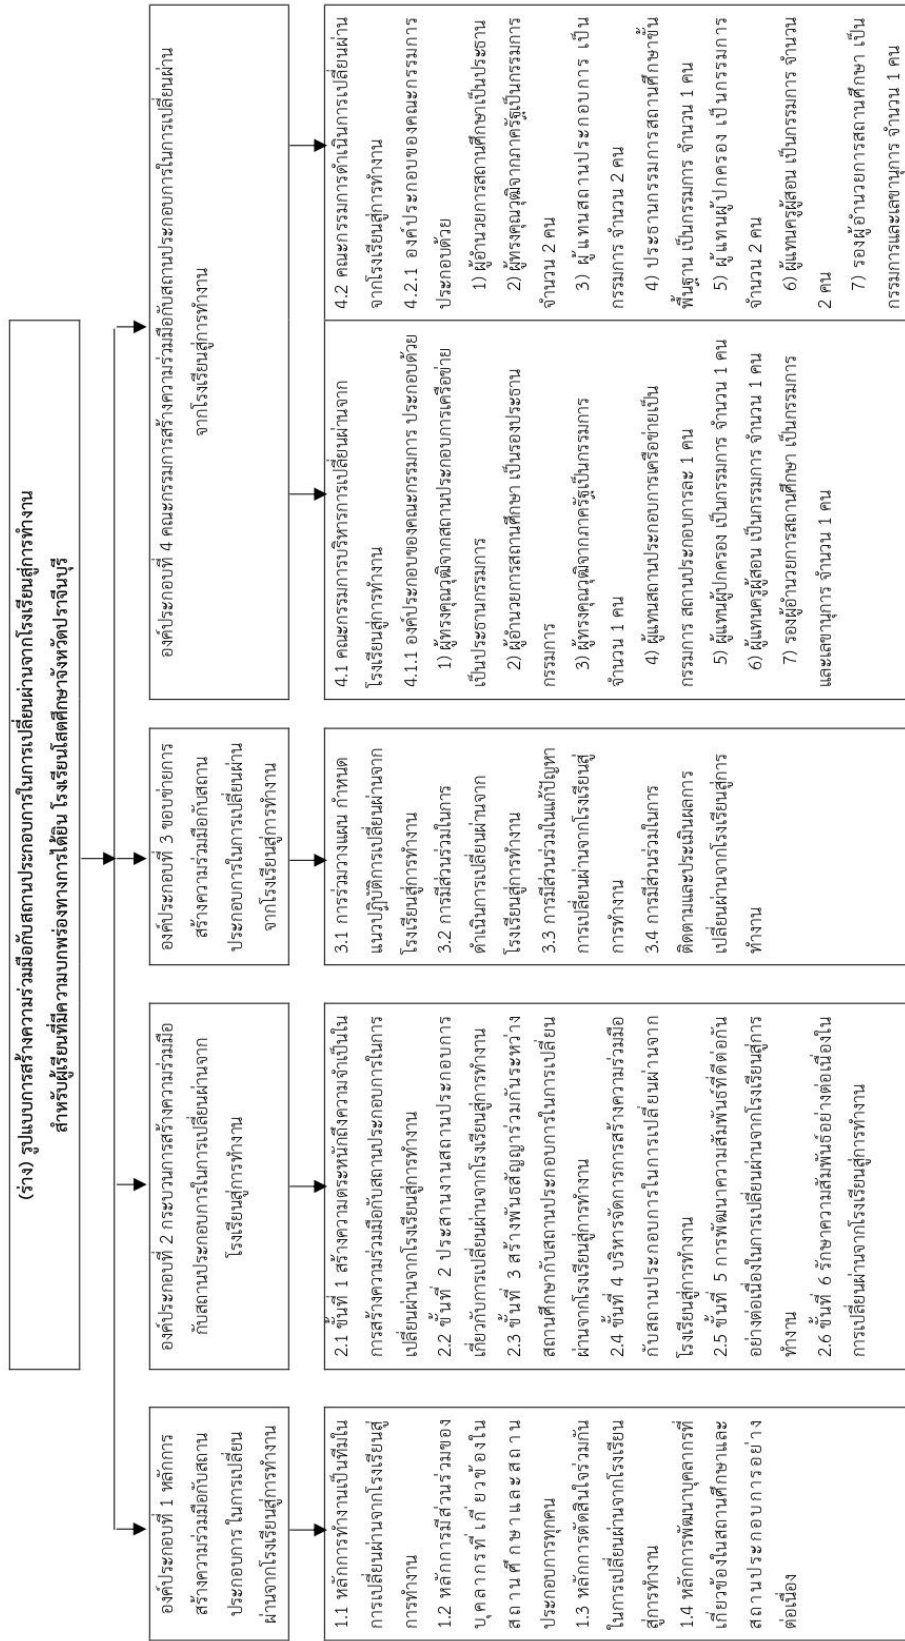 (ร่าง) รูปแบบการสร้างความร่วมมือกับสถานประกอบการในการเปลี่ยนผ่านจากโรงเรียนสู่การทำงาน
สำหรับผู้เรียนที่มีความบกพร่องทางการได้ยิน โรงเรียนโสตศึกษาจังหวัดปราจีนบุรี
องค์ประกอบที่ 1 หลักการ
สร้างความร่วมมือกับสถาน
ประกอบการ ในการเปลี่ยน
ผ่านจากโรงเรียนสู่การทำงาน
1.1 หลักการทำงานเป็นทีมใน
การเปลี่ยนผ่านจากโรงเรียนสู่
การทำงาน
1.2 หลักการมีส่วนร่วมของ
บุคลากรที่เกี่ยวข้องใน
สถานศึกษาและสถาน
ประกอบการทุกคน
1.3 หลักการตัดสินใจร่วมกัน
ในการเปลี่ยนผ่านจากโรงเรียน
สู่การทำงาน
1.4 หลักการพัฒนาบุคลากรที่
เกี่ยวข้องในสถานศึกษาและ
สถานประกอบการอย่าง
ต่อเนื่อง
องค์ประกอบที่ 2 กระบวนการสร้างความร่วมมือ
กับสถานประกอบการในการเปลี่ยนผ่านจาก
โรงเรียนสู่การทำงาน
2.1 ขั้นที่ 1 สร้างความตระหนักถึงความจำเป็นใน
การสร้างความร่วมมือกับสถานประกอบการในการ
เปลี่ยนผ่านจากโรงเรียนสู่การทำงาน
2.2 ขั้นที่ 2 ประสานงานสถานประกอบการ
เกี่ยวกับการเปลี่ยนผ่านจากโรงเรียนสู่การทำงาน
2.3 ขั้นที่ 3 สร้างพันธสัญญาร่วมกันระหว่าง
สถานศึกษากับสถานประกอบการในการเปลี่ยน
ผ่านจากโรงเรียนสู่การทำงาน
2.4 ขั้นที่ 4 บริหารจัดการการสร้างความร่วมมือ
กับสถานประกอบการในการเปลี่ยนผ่านจาก
โรงเรียนสู่การทำงาน
2.5 ขั้นที่ 5 การพัฒนาความสัมพันธ์ที่ดีต่อกัน
อย่างต่อเนื่องในการเปลี่ยนผ่านจากโรงเรียนสู่การ
ทำงาน
2.6 ขั้นที่ 6 รักษาความสัมพันธ์อย่างต่อเนื่องใน
การเปลี่ยนผ่านจากโรงเรียนสู่การทำงาน
องค์ประกอบที่ 3 ขอบข่ายการ
สร้างความร่วมมือกับสถาน
ประกอบการในการเปลี่ยนผ่าน
จากโรงเรียนสู่การทำงาน
3.1 การร่วมวางแผน กำหนด
แนวปฏิบัติการเปลี่ยนผ่านจาก
โรงเรียนสู่การทำงาน
3.2 การมีส่วนร่วมในการ
ดำเนินการเปลี่ยนผ่านจาก
โรงเรียนสู่การทำงาน
3.3 การมีส่วนร่วมในแก้ปัญหา
การเปลี่ยนผ่านจากโรงเรียนสู่
การทำงาน
3.4 การมีส่วนร่วมในการ
ติดตามและประเมินผลการ
เปลี่ยนผ่านจากโรงเรียนสู่การ
ทำงาน
องค์ประกอบที่ 4 คณะกรรมการสร้างความร่วมมือกับสถานประกอบการในการเปลี่ยนผ่าน
จากโรงเรียนสู่การทำงาน
4.1 คณะกรรมการบริหารการเปลี่ยนผ่านจาก
โรงเรียนสู่การทำงาน
4.1.1 องค์ประกอบของคณะกรรมการ ประกอบด้วย
1) ผู้ทรงคุณวุฒิจากสถานประกอบการเครือข่าย
เป็นประธานกรรมการ
2) ผู้อำนวยการสถานศึกษา เป็นรองประธาน
กรรมการ
3) ผู้ทรงคุณวุฒิจากภาครัฐเป็นกรรมการ
จำนวน 1 คน
4) ผู้แทนสถานประกอบการเครือข่ายเป็น
กรรมการ สถานประกอบการละ 1 คน
5) ผู้แทนผู้ปกครอง เป็นกรรมการ จำนวน 1 คน
6) ผู้แทนครูผู้สอน เป็นกรรมการ จำนวน 1 คน
7) รองผู้อำนวยการสถานศึกษา เป็นกรรมการ
และเลขานุการ จำนวน 1 คน
4.2 คณะกรรมการดำเนินการเปลี่ยนผ่าน
จากโรงเรียนสู่การทำงาน
4.2.1 องค์ประกอบของคณะกรรมการ
ประกอบด้วย
1) ผู้อำนวยการสถานศึกษาเป็นประธาน
2) ผู้ทรงคุณวุฒิจากภาครัฐเป็นกรรมการ
จำนวน 2 คน
3) ผู้แทนสถานประกอบการ เป็น
กรรมการ จำนวน 2 คน
4) ประธานกรรมการสถานศึกษาขั้น
พื้นฐาน เป็นกรรมการ จำนวน 1 คน
5) ผู้แทนผู้ปกครอง เป็นกรรมการ
จำนวน 2 คน
6) ผู้แทนครูผู้สอน เป็นกรรมการ จำนวน
2 คน
7) รองผู้อำนวยการสถานศึกษา เป็น
กรรมการและเลขานุการ จำนวน 1 คน